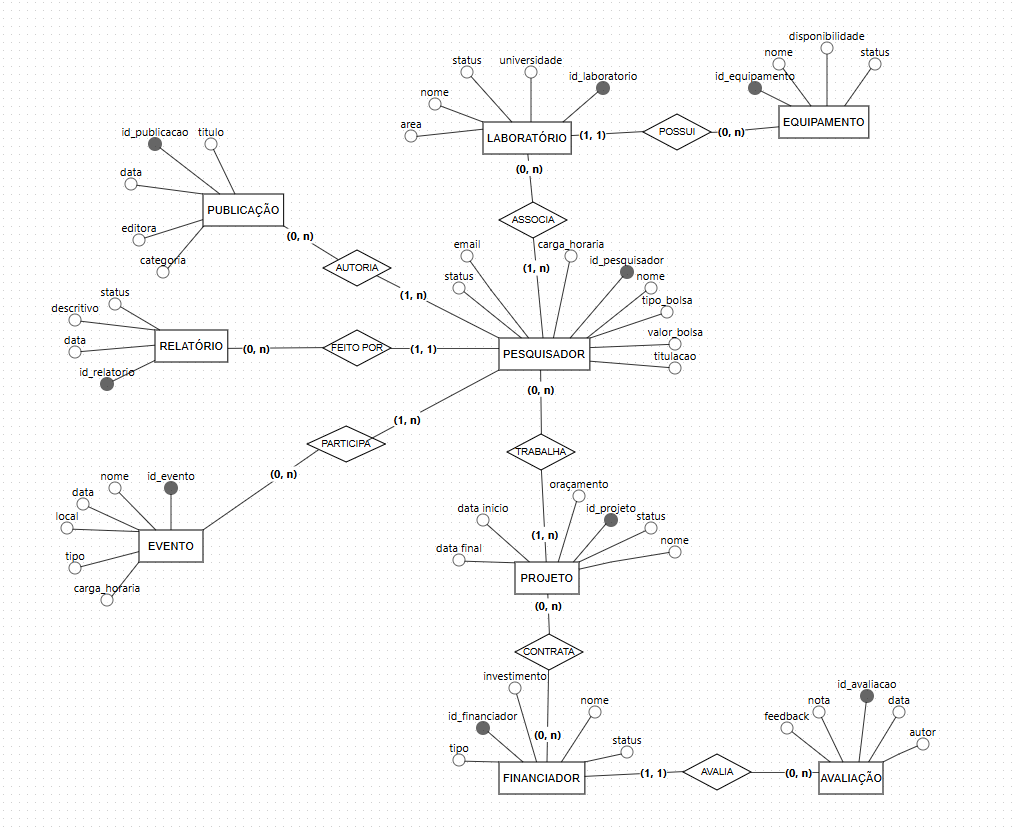 disponibilidade
nome
status
id_equipamento
EQUIPAMENTO
status
universidade
id_laboratorio
nome
area
LABORATÓRIO
(1, 1)
POSSUI
(0, n)
id_publicacao
titulo
data
PUBLICAÇÃO
editora
categoria
(0, n)
AUTORIA
(1, n)
(0, n)
ASSOCIA
(1, n)
email
carga_horaria
id_pesquisador
status
nome
tipo_bolsa
valor_bolsa
titulacao
PESQUISADOR
status
descritivo
data
id_relatorio
RELATÓRIO
(0, n)
FEITO POR
(1, 1)
(1, n)
PARTICIPA
(0, n)
nome
id_evento
data
local
EVENTO
tipo
carga_horaria
(0, n)
TRABALHA
(1, n)
oraçamento
data inicio
id_projeto
status
data final
nome
PROJETO
(0, n)
CONTRATA
(0, n)
investimento
nome
id_financiador
status
tipo
FINANCIADOR
(1, 1)
AVALIA
(0, n)
id_avaliacao
nota
data
feedback
autor
AVALIAÇÃO